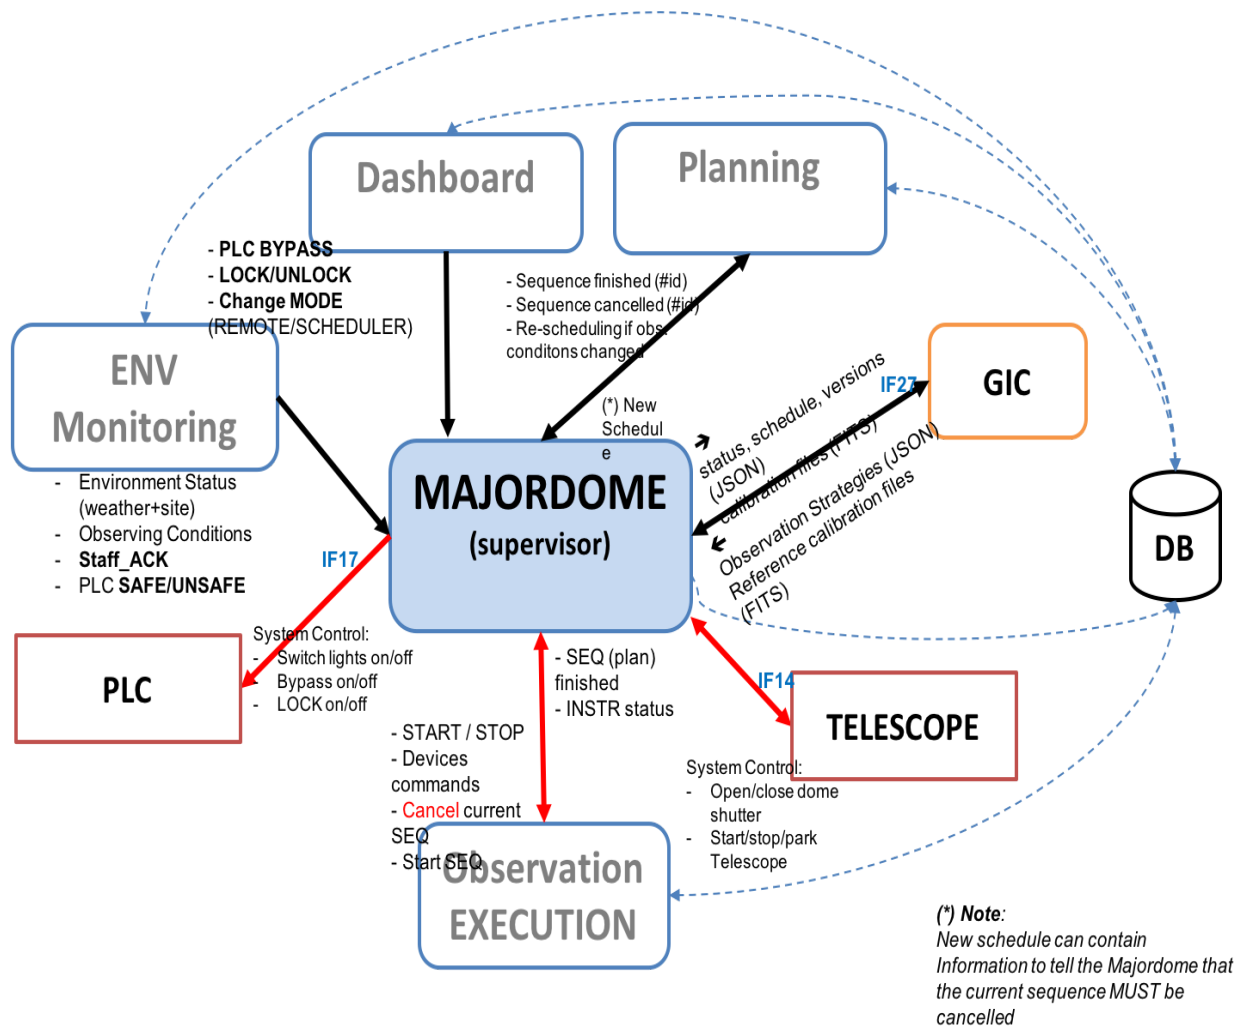 Dashboard
Planning
- PLC BYPASS
- LOCK/UNLOCK
- Change MODE
(REMOTE/SCHEDULER)
- Sequence finished (#id)
- Sequence cancelled (#id)
- Re-scheduling if obs.
conditons changed
ENV
Monitoring
GIC
IF27
(*) New
Schedul
e
➔
status, schedule, versions
(JSON)
calibration files (FITS)
➔
Observation Strategies (JSON)
Reference calibration files
(FITS)
MAJORDOME
(supervisor)
- Environment Status
(weather+site)
- Observing Conditions
- Staff_ACK
- PLC SAFE/UNSAFE
IF17
DB
PLC
System Control:
- Switch lights on/off
- Bypass on/off
- LOCK on/off
- SEQ (plan)
finished
- INSTR status
IF14
TELESCOPE
- START / STOP
- Devices
commands
- Cancel current
SEQ
- Start SEQ
System Control:
- Open/close dome
shutter
- Start/stop/park
Telescope
Observation
EXECUTION
(*) Note:
New schedule can contain
Information to tell the Majordome that
the current sequence MUST be
cancelled